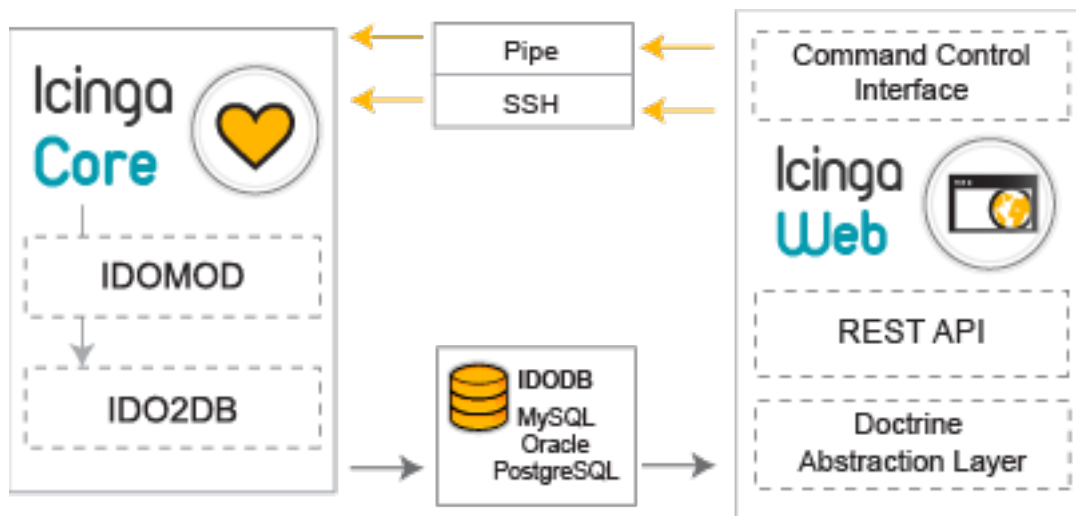 Icinga
Core
IDOMOD
IDO2DB
Pipe
SSH
IDODB
MySQL
Oracle
PostgreSQL
Command Control
Interface
Icinga
Web
REST API
Doctrine
Abstraction Layer